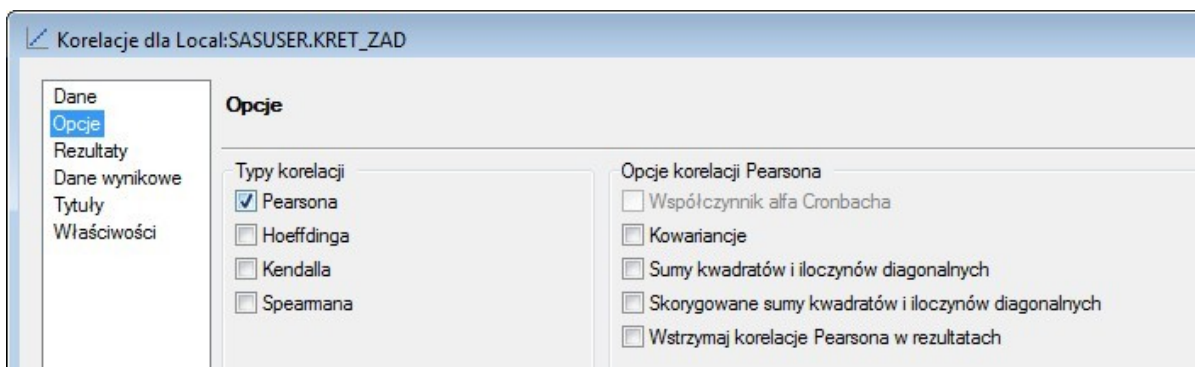 Korelacje dla Local:SASUSER.KRET_ZAD
Dane
Opcje
Rezultaty
Dane wynikowe
Tytuły
Właściwości
Opcje
Typy korelacji
Pearsona
Hoeffdinga
Kendalla
Spearmana
Opcje korelacji Pearsona
Współczynnik alfa Cronbacha
Kowariancje
Sumy kwadratów i iloczynów diagonalnych
Skorygowane sumy kwadratów i iloczynów diagonalnych
Wstrzymaj korelacje Pearsona w rezultatach